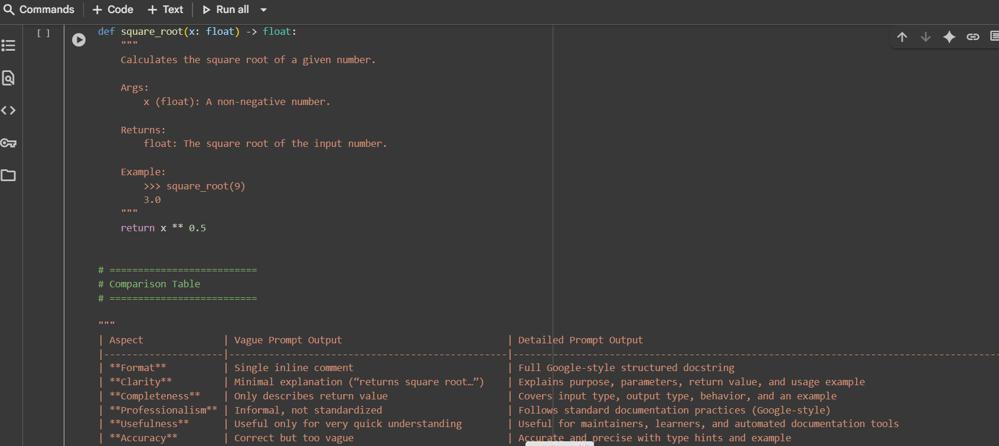 Commands + Code + Text Run all
[ ] def square_root(x: float) -> float:
"""
Calculates the square root of a given number.
Args:
x (float): A non-negative number.
Returns:
float: The square root of the input number.
Example:
>>> square_root(9)
3.0
"""
return x ** 0.5
# ==========================
# Comparison Table
# ==========================
"""
| Aspect | Vague Prompt Output | Detailed Prompt Output
|---------------------|-------------------------------------------------|--------------------------------------------------------------------------------------
| **Format** | Single inline comment | Full Google-style structured docstring
| **Clarity** | Minimal explanation (“returns square root…”) | Explains purpose, parameters, return value, and usage example
| **Completeness** | Only describes return value | Covers input type, output type, behavior, and an example
| **Professionalism** | Informal, not standardized | Follows standard documentation practices (Google-style)
| **Usefulness** | Useful only for very quick understanding | Useful for maintainers, learners, and automated documentation tools
| **Accuracy** | Correct but too vague | Accurate and precise with type hints and example